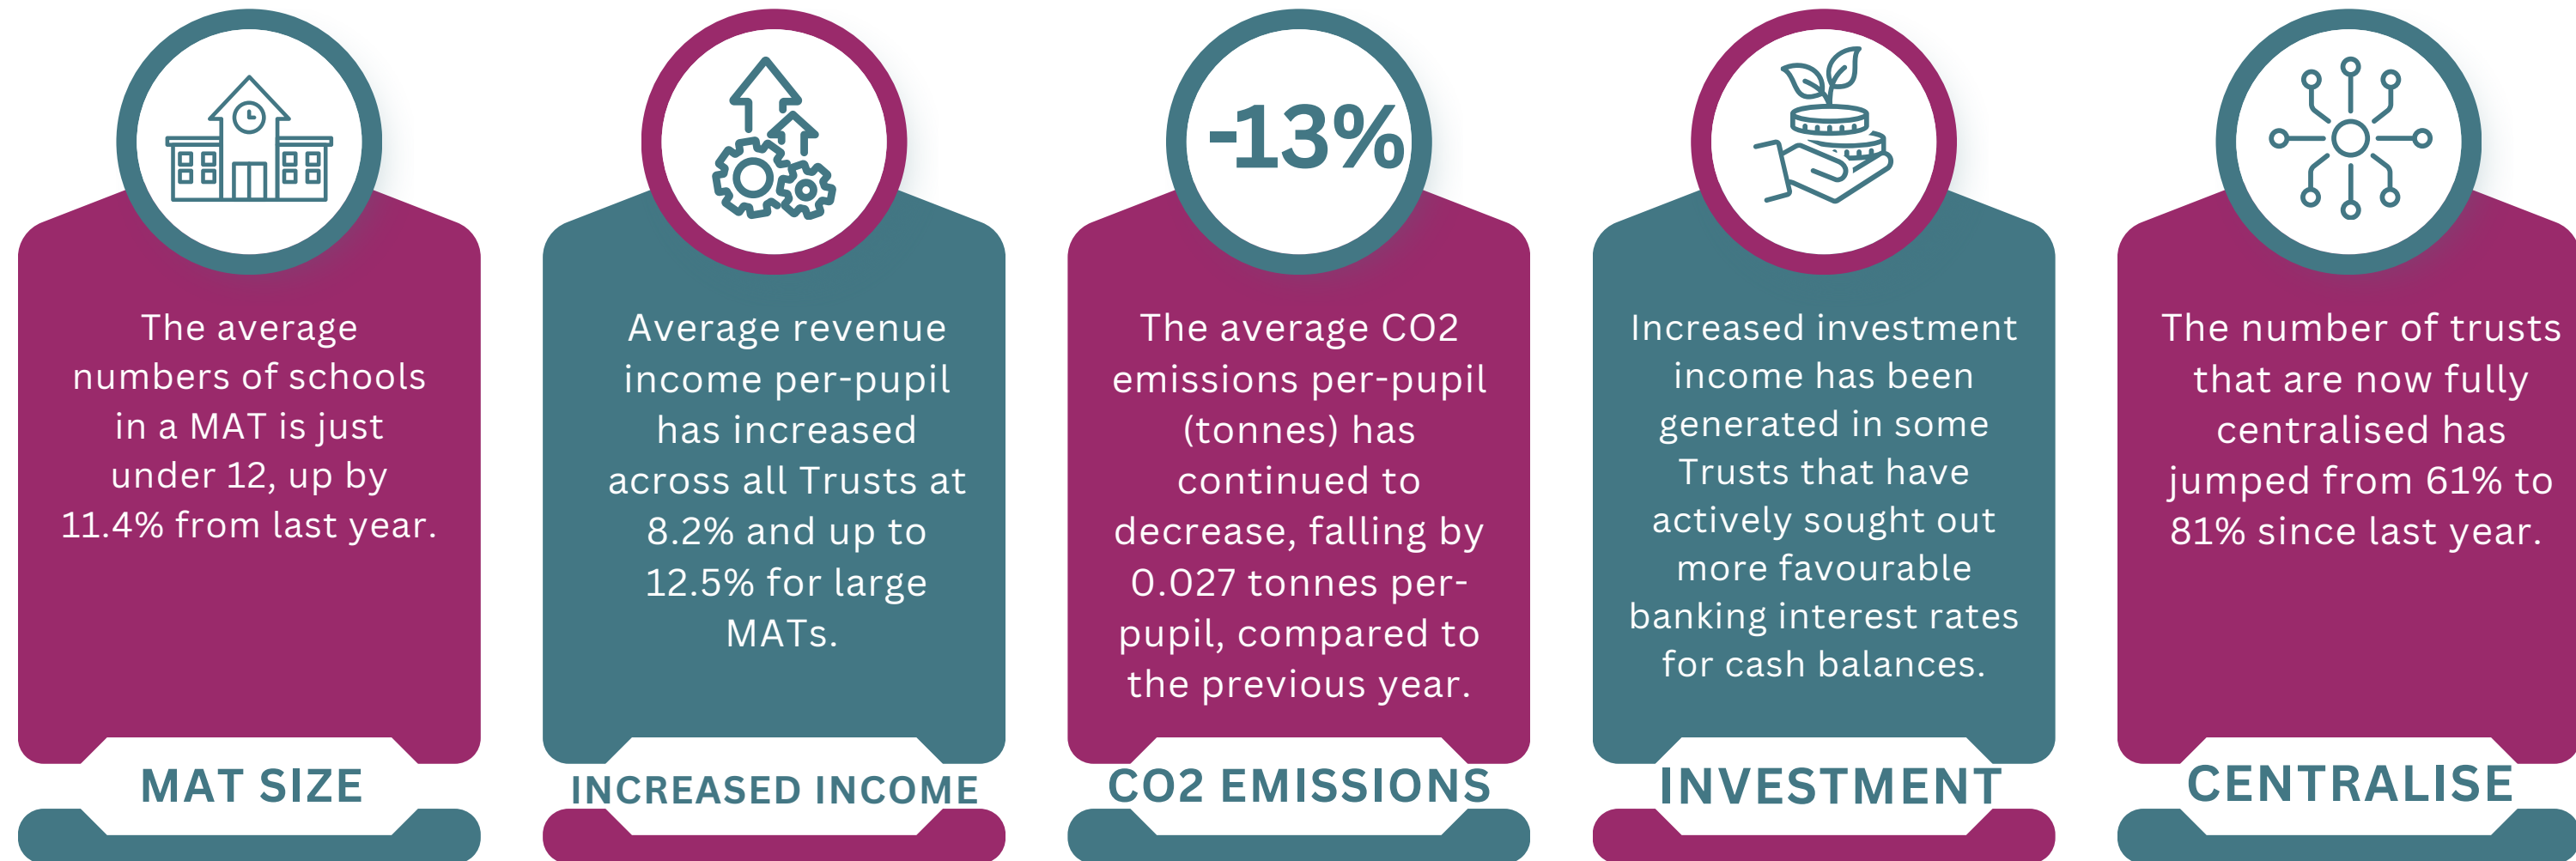 The average
numbers of schools
in a MAT is just
under 12, up by
11.4% from last year.
MAT SIZE
Average revenue
income per-pupil
has increased
across all Trusts at
8.2% and up to
12.5% for large
MATs.
INCREASED INCOME
-13%
The average CO2
emissions per-pupil
(tonnes) has
continued to
decrease, falling by
0.027 tonnes per-
pupil, compared to
the previous year.
CO2 EMISSIONS
Increased investment
income has been
generated in some
Trusts that have
actively sought out
more favourable
banking interest rates
for cash balances.
INVESTMENT
The number of trusts
that are now fully
centralised has
jumped from 61% to
81% since last year.
CENTRALISE